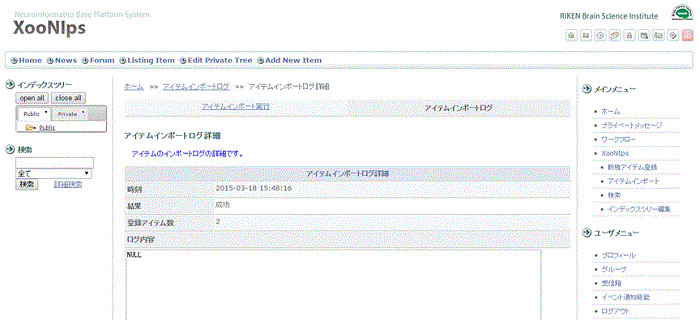 Neuroinformatics Base Platform System
XooNIps
RIKEN Brain Science Institute
Home News Forum Listing Item Edit Private Tree Add New Item
インデックスツリー
open all close all
Public Private
Public
検索
全て
検索 詳細検索
ホーム »» アイテムインポートログ »» アイテムインポートログ詳細
アイテムインポート実行 アイテムインポートログ
アイテムインポートログ詳細
アイテムのインポートログの詳細です。
アイテムインポートログ詳細
時刻 2015-03-18 15:48:16
結果 成功
登録アイテム数 2
ログ内容
NULL
メインメニュー
ホーム
プライベートメッセージ
ワークフロー
XooNIps
新規アイテム登録
アイテムインポート
検索
インデックスツリー編集
ユーザメニュー
プロフィール
グループ
受信箱
イベント通知機能
ログアウト